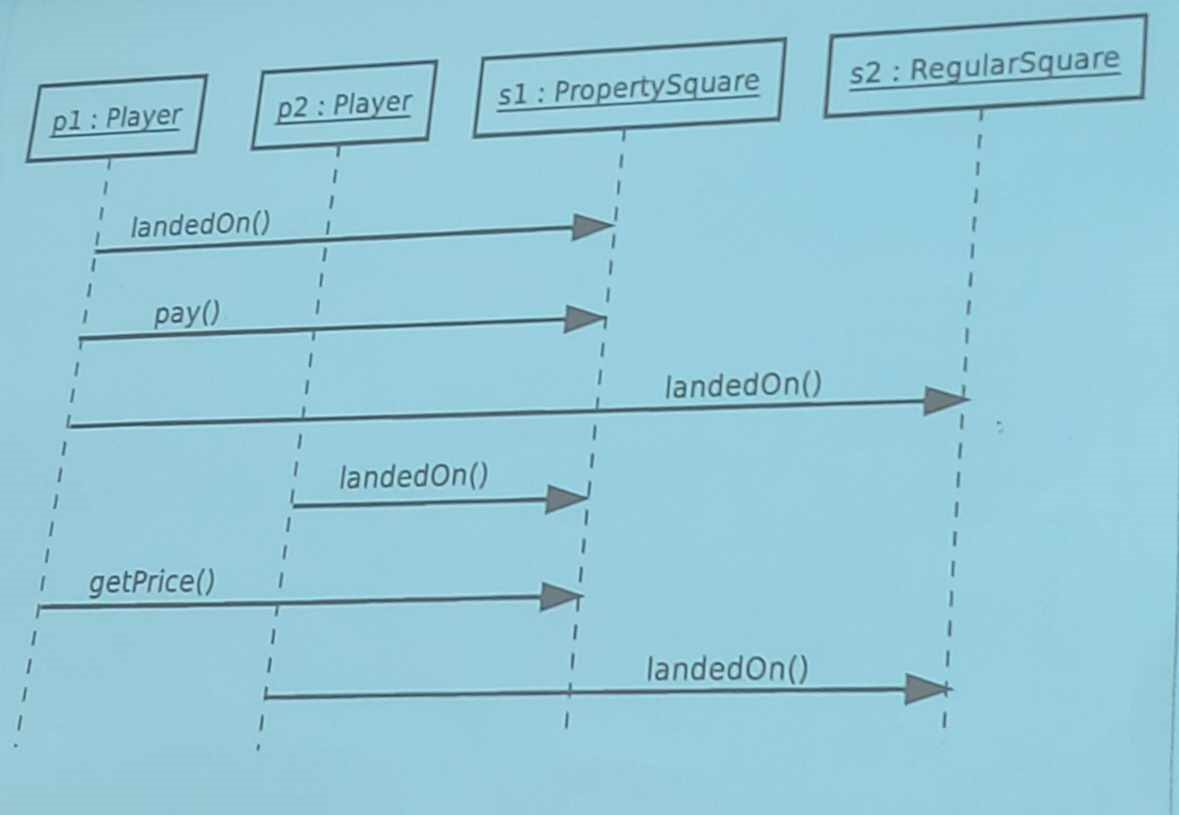 p1 : Player
p2 : Player
s1 : PropertySquare
s2 : RegularSquare
landedOn()
pay()
landedOn()
landedOn()
getPrice()
landedOn()